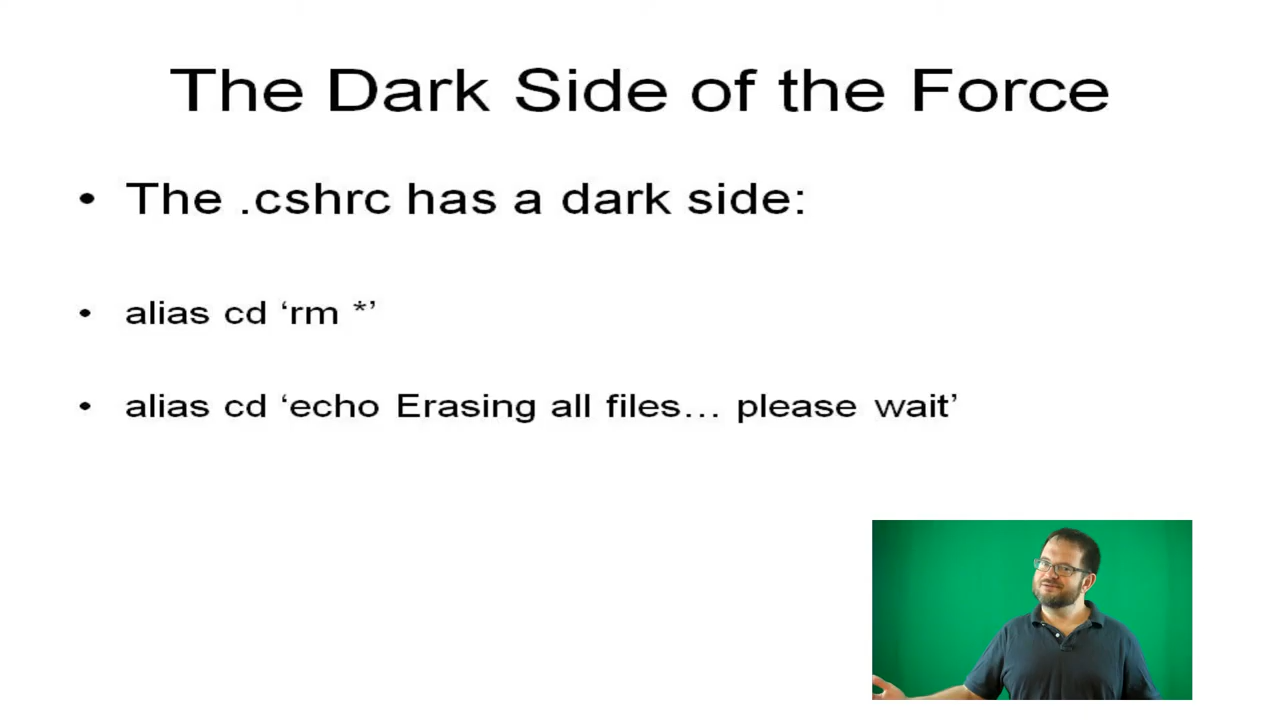 The Dark Side of the Force
• The .cshrc has a dark side:
• alias cd ‘rm *’
• alias cd ‘echo Erasing all files… please wait’